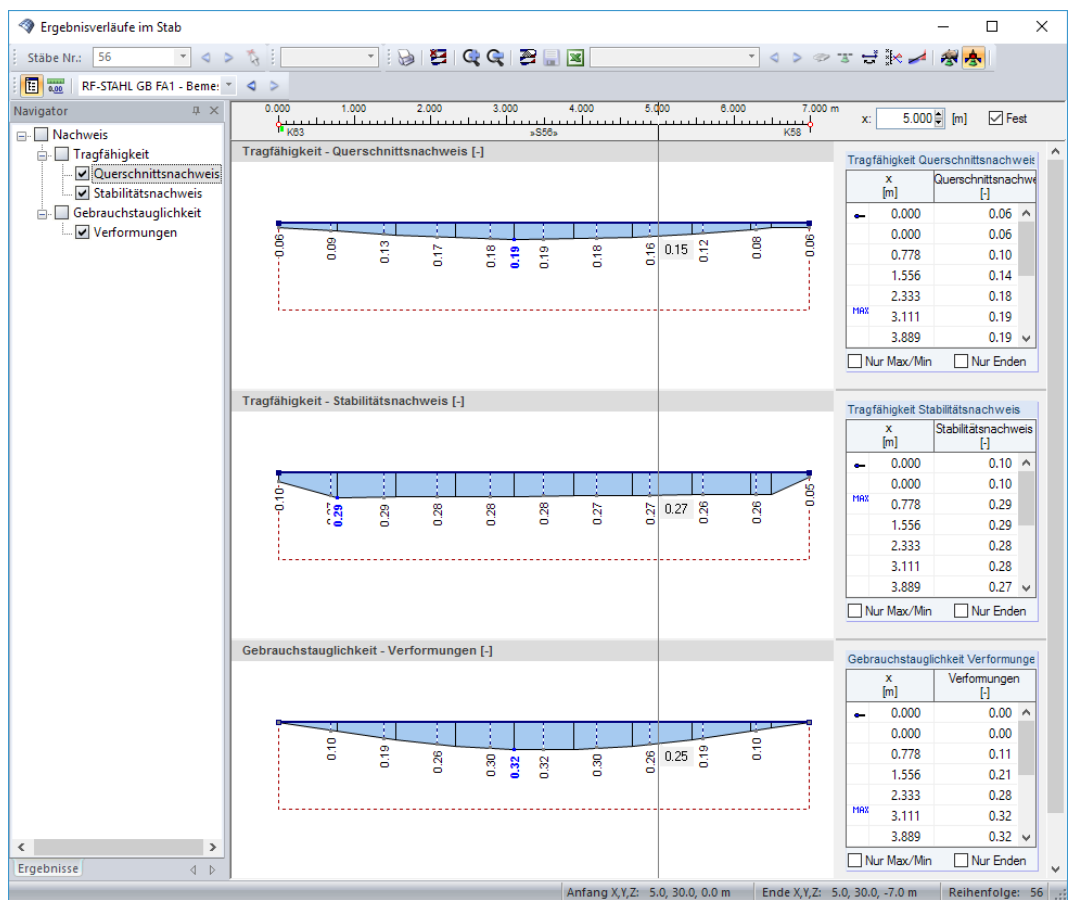 Ergebnisverläufe im Stab
Stäbe Nr.: 56
RF-STAHL GB FA1 - Beme:
Navigator
Nachweis
Tragfähigkeit
Querschnittsnachweis
Stabilitätsnachweis
Gebrauchstauglichkeit
Verformungen
Ergebnisse
0.000 1.000 2.000 3.000 4.000 5.000 6.000 7.000 m
K63 »S56» K58
x: 5.000 [m] Fest
Tragfähigkeit - Querschnittsnachweis [-]
0.06 0.09 0.13 0.17 0.18 0.19 0.19 0.18 0.16 0.15 0.12 0.08 0.06
Tragfähigkeit Querschnittsnachweis
x Querschnittsnachwe
[m] [-]
0.000 0.06
0.000 0.06
0.778 0.10
1.556 0.14
2.333 0.18
MAX 3.111 0.19
3.889 0.19
Nur Max/Min Nur Enden
Tragfähigkeit - Stabilitätsnachweis [-]
0.10 0.29 0.29 0.28 0.28 0.28 0.27 0.27 0.27 0.26 0.26 0.05
Tragfähigkeit Stabilitätsnachweis
x Stabilitätsnachweis
[m] [-]
0.000 0.10
0.000 0.10
MAX 0.778 0.29
1.556 0.29
2.333 0.28
3.111 0.28
3.889 0.27
Nur Max/Min Nur Enden
Gebrauchstauglichkeit - Verformungen [-]
0.10 0.19 0.26 0.30 0.32 0.32 0.30 0.26 0.25 0.19 0.10
Gebrauchstauglichkeit Verformunge
x Verformungen
[m] [-]
0.000 0.00
0.000 0.00
0.778 0.11
1.556 0.21
2.333 0.28
MAX 3.111 0.32
3.889 0.32
Nur Max/Min Nur Enden
Anfang X,Y,Z: 5.0, 30.0, 0.0 m Ende X,Y,Z: 5.0, 30.0, -7.0 m Reihenfolge: 56